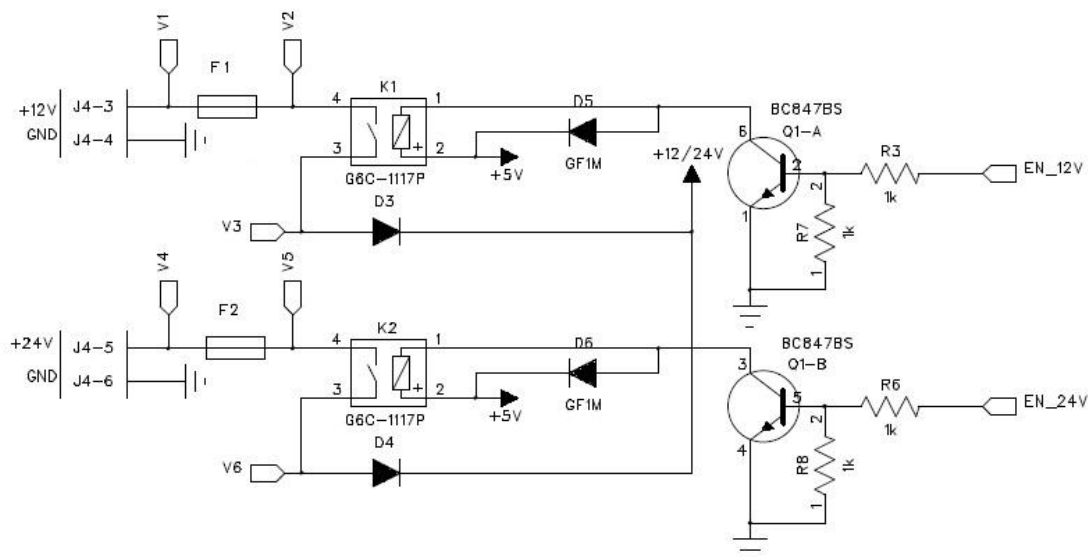 V1
V2
F1
K1
+12V
J4-3
4
1
D5
BC847BS
GND
J4-4
6
Q1-A
R3
+12/24V
3
+
2
+5V
GF1M
2
2
1k
EN_12V
G6C-1117P
D3
1
R7
1k
V3
1
V4
V5
F2
K2
+24V
J4-5
4
1
D6
BC847BS
GND
J4-6
3
Q1-B
R6
3
+
2
+5V
GF1M
5
2
1k
EN_24V
G6C-1117P
D4
4
R8
1k
V6
1